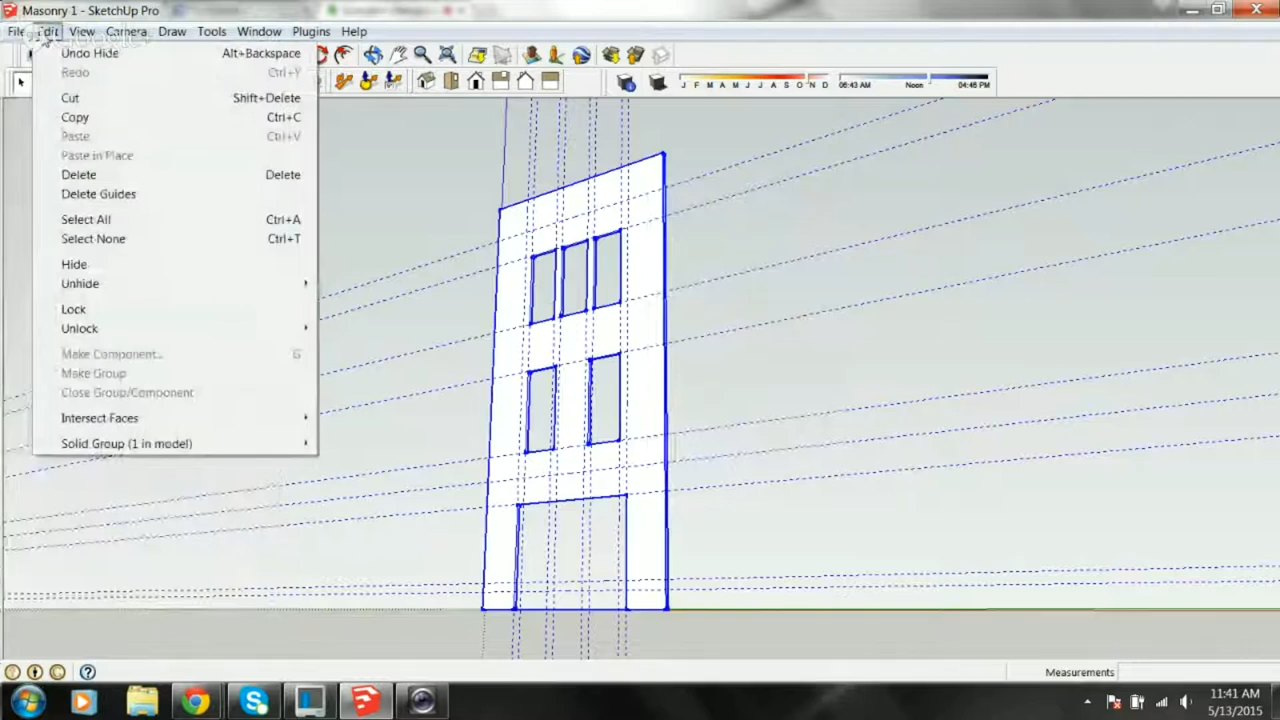 Masonry 1 - SketchUp Pro
File Edit View Camera Draw Tools Window Plugins Help
Undo Hide Alt+Backspace
Redo Ctrl+Y
Cut Shift+Delete
Copy Ctrl+C
Paste Ctrl+V
Paste in Place
Delete Delete
Delete Guides
Select All Ctrl+A
Select None Ctrl+T
Hide
Unhide
Lock
Unlock
Make Component... G
Make Group
Close Group/Component
Intersect Faces
Solid Group (1 in model)
J F M A M J J A S O N D
06:43 AM Noon 04:46 PM
Measurements
11:41 AM
5/13/2015